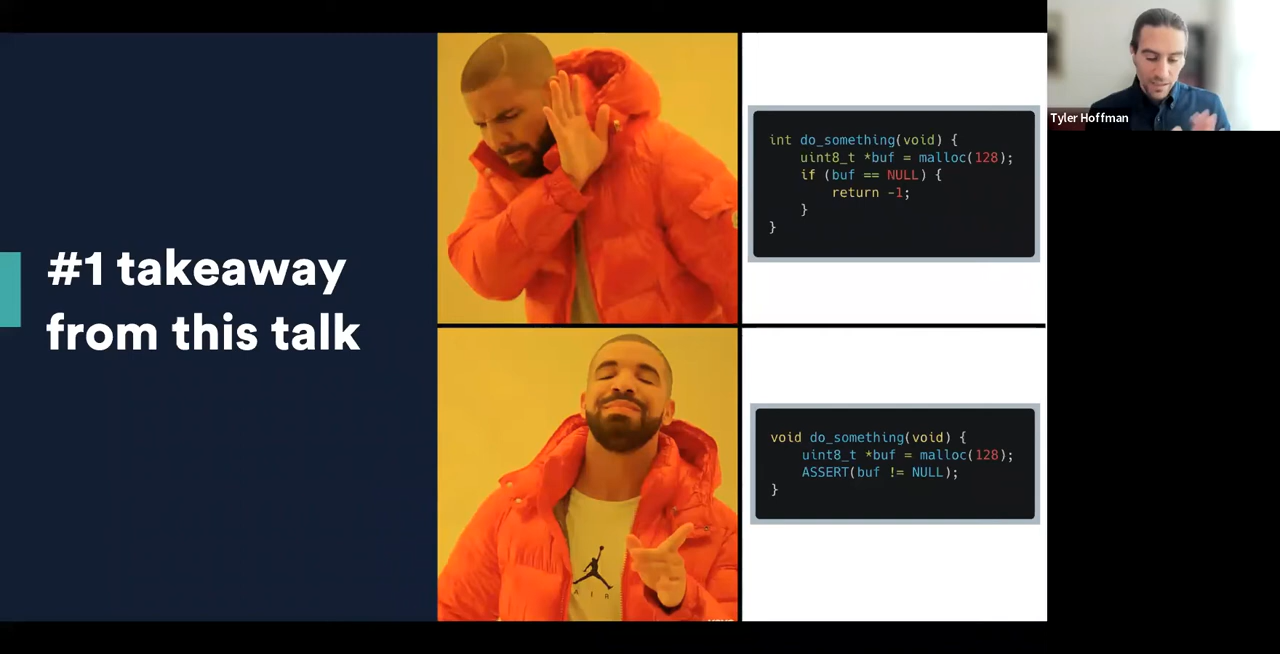 #1 takeaway
from this talk
int do_something(void) {
    uint8_t *buf = malloc(128);
    if (buf == NULL) {
        return -1;
    }
}
void do_something(void) {
    uint8_t *buf = malloc(128);
    ASSERT(buf != NULL);
}
A I R
Tyler Hoffman